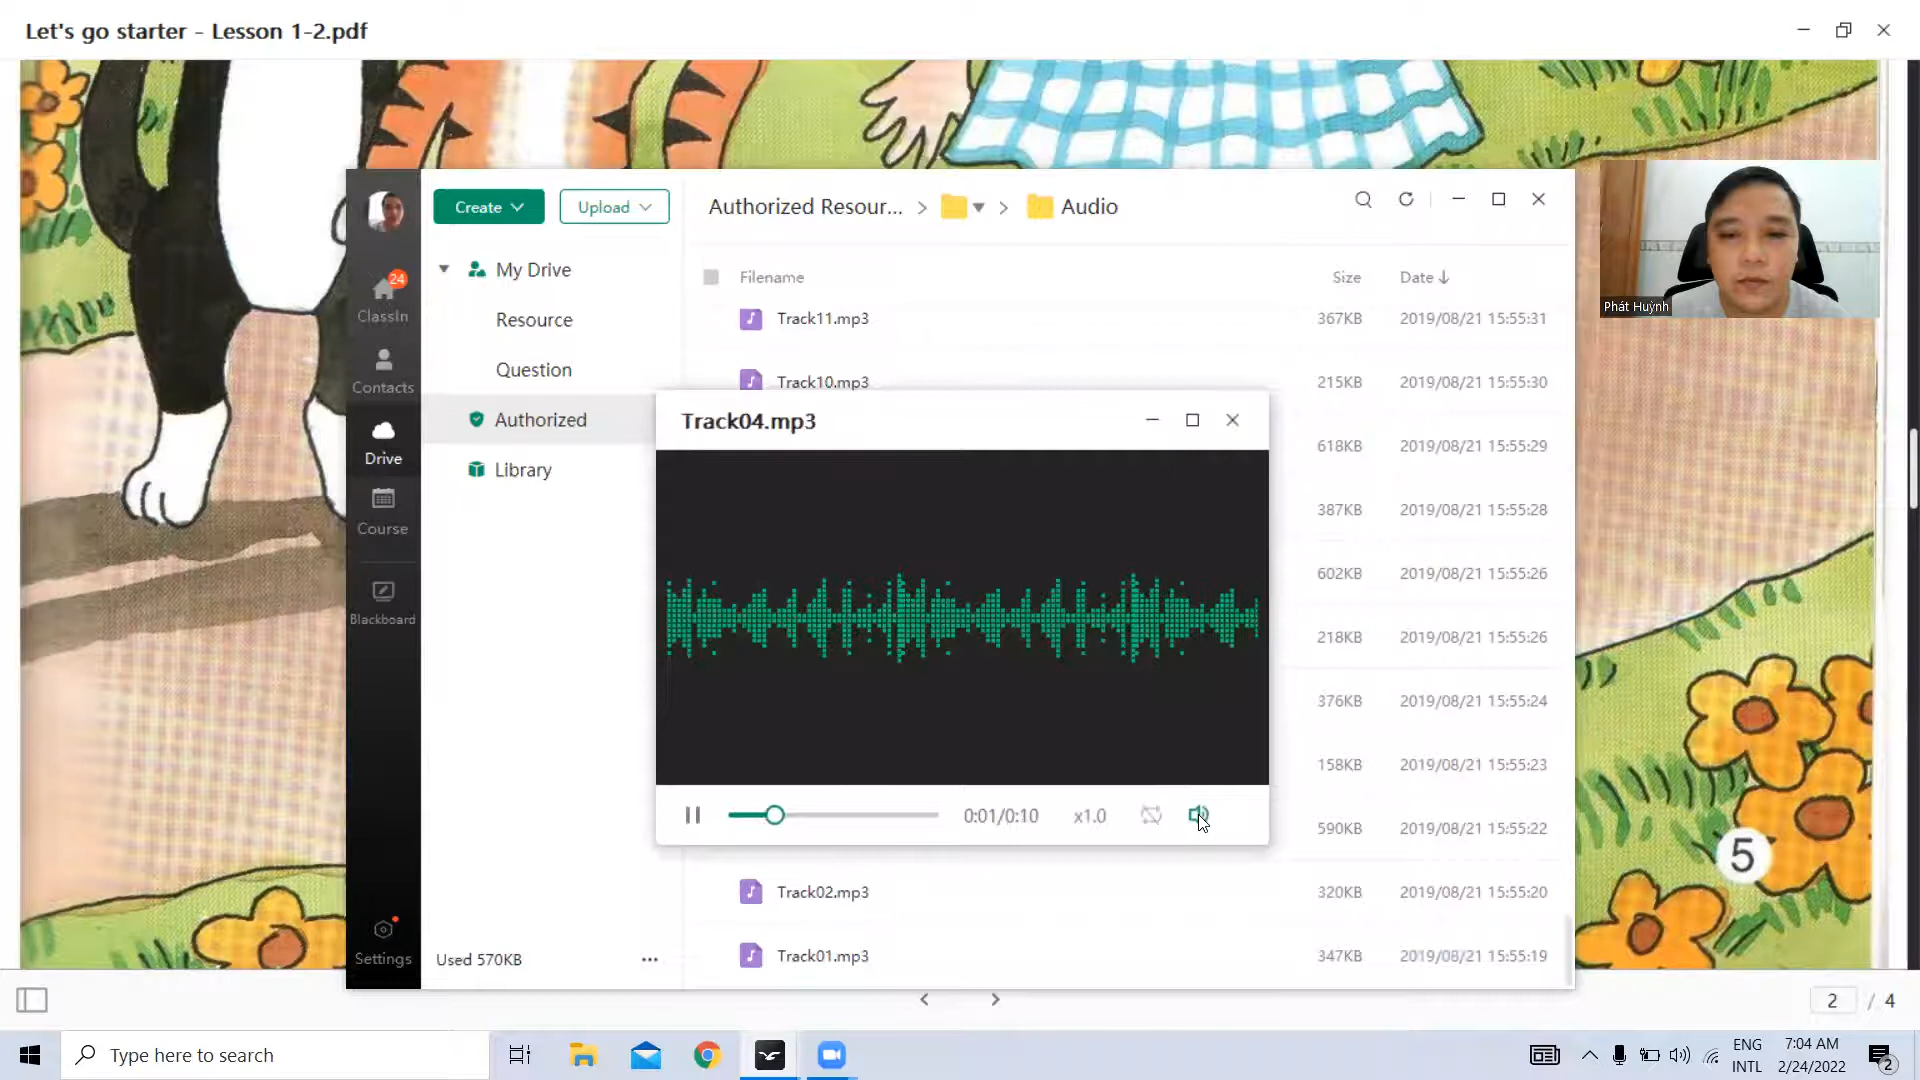 Let's go starter - Lesson 1-2.pdf
Create
Upload
Authorized Resour...
Audio
24
ClassIn
Contacts
Drive
Course
Blackboard
Settings
My Drive
Resource
Question
Authorized
Library
Used 570KB
...
Filename
Size
Date
Track11.mp3
367KB
2019/08/21 15:55:31
Track10.mp3
215KB
2019/08/21 15:55:30
618KB
2019/08/21 15:55:29
387KB
2019/08/21 15:55:28
602KB
2019/08/21 15:55:26
218KB
2019/08/21 15:55:26
376KB
2019/08/21 15:55:24
158KB
2019/08/21 15:55:23
590KB
2019/08/21 15:55:22
Track02.mp3
320KB
2019/08/21 15:55:20
Track01.mp3
347KB
2019/08/21 15:55:19
Track04.mp3
0:01/0:10
x1.0
Phát Huỳnh
5
2 / 4
Type here to search
ENG
INTL
7:04 AM
2/24/2022
2